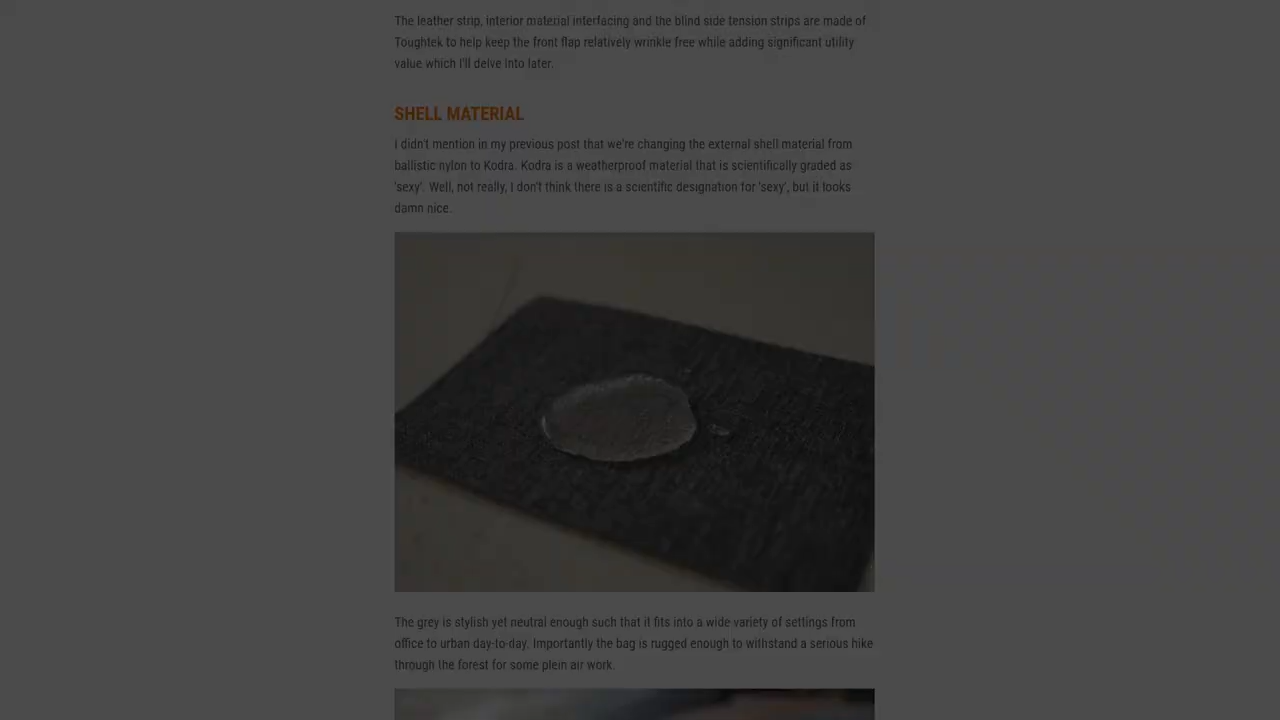 The leather strip, interior material interfacing and the blind side tension strips are made of
Toughtek to help keep the front flap relatively wrinkle free while adding significant utility
value which I'll delve into later.
SHELL MATERIAL
I didn't mention in my previous post that we're changing the external shell material from
ballistic nylon to Kodra. Kodra is a weatherproof material that is scientifically graded as
'sexy'. Well, not really, I don't think there is a scientific designation for 'sexy', but it looks
damn nice.
The grey is stylish yet neutral enough such that it fits into a wide variety of settings from
office to urban day-to-day. Importantly the bag is rugged enough to withstand a serious hike
through the forest for some plein air work.